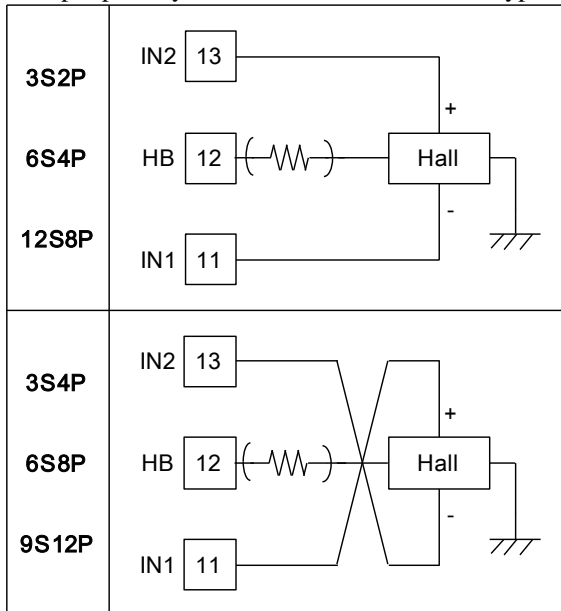 3S2P
6S4P
12S8P
IN2 13
+
HB 12 Hall
-
IN1 11
3S4P
6S8P
9S12P
IN2 13
+
HB 12 Hall
-
IN1 11